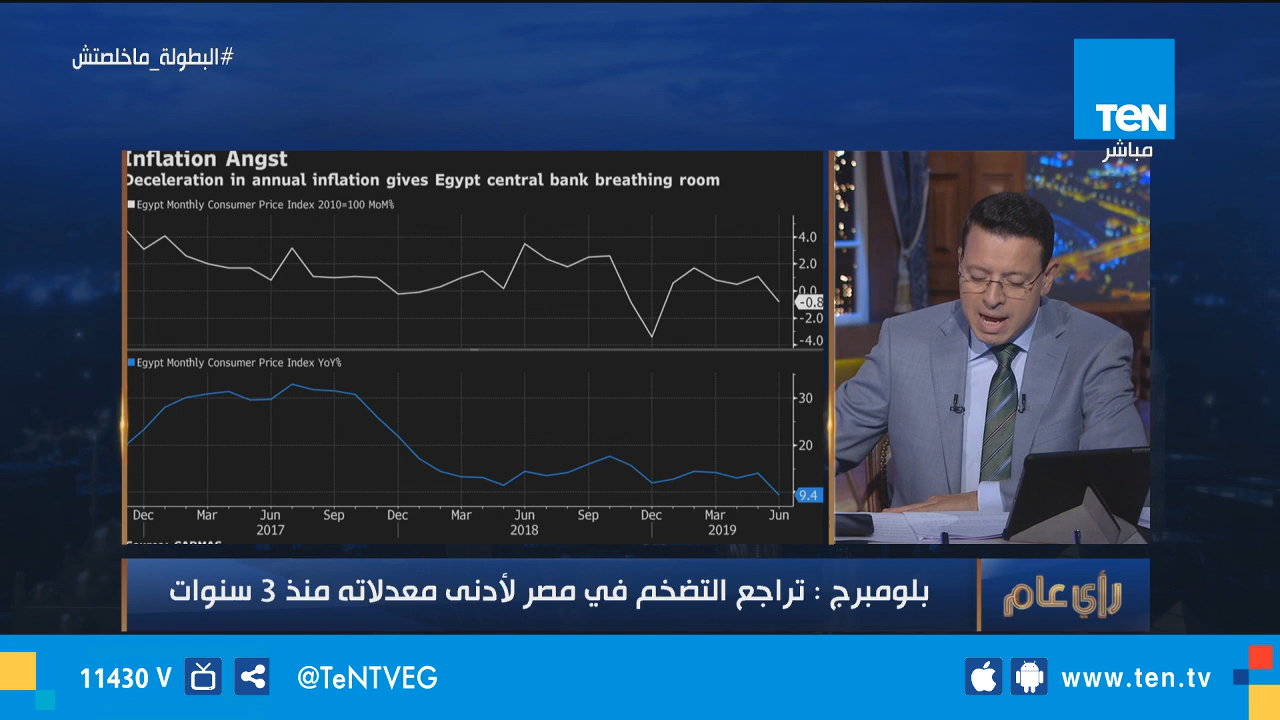 #البطولة_ماخلصتش
TEN
مباشر
Inflation Angst
Deceleration in annual inflation gives Egypt central bank breathing room
Egypt Monthly Consumer Price Index 2010=100 MoM%
4.0
2.0
0.0
-0.8
-2.0
-4.0
Egypt Monthly Consumer Price Index YoY%
30
20
9.4
Dec Mar Jun Sep Dec Mar Jun Sep Dec Mar Jun
2017 2018 2019
رأي عام
بلومبرج : تراجع التضخم في مصر لأدنى معدلاته منذ 3 سنوات
11430 V @TeNTVEG www.ten.tv